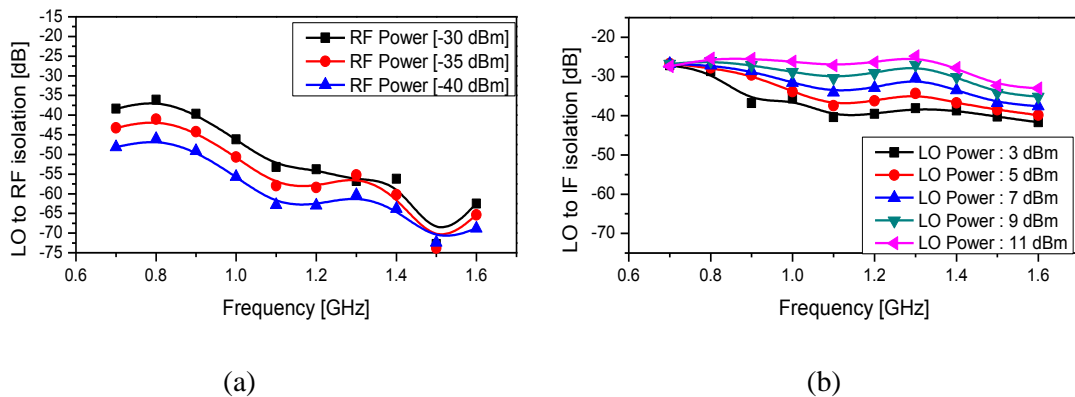 LO to RF isolation [dB]
-15
-20
-25
-30
-35
-40
-45
-50
-55
-60
-65
-70
-75
0.6
0.8
1.0
1.2
1.4
1.6
Frequency [GHz]
RF Power [-30 dBm]
RF Power [-35 dBm]
RF Power [-40 dBm]
(a)
LO to IF isolation [dB]
-20
-30
-40
-50
-60
-70
0.6
0.8
1.0
1.2
1.4
1.6
Frequency [GHz]
LO Power : 3 dBm
LO Power : 5 dBm
LO Power : 7 dBm
LO Power : 9 dBm
LO Power : 11 dBm
(b)